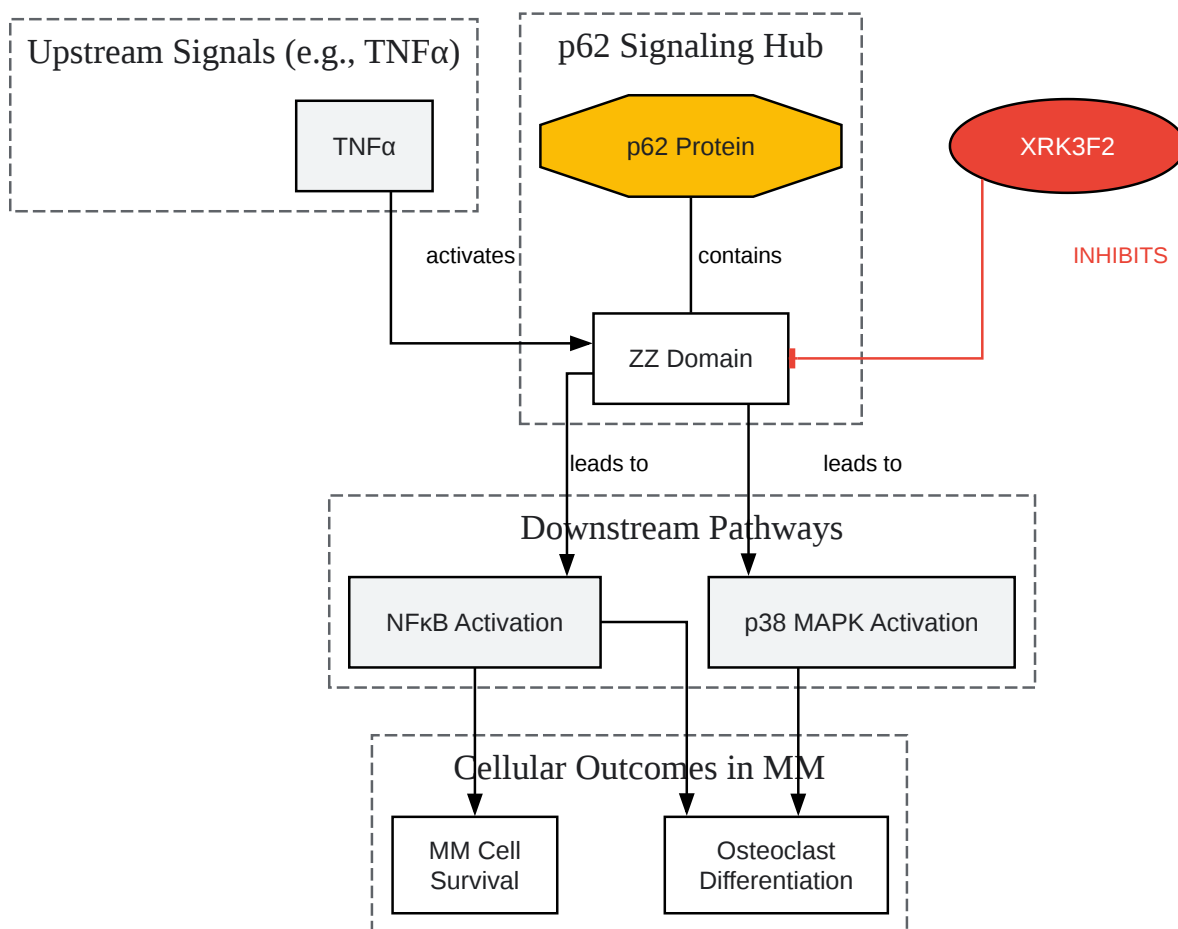 Upstream Signals (e.g., TNFα)
p62 Signaling Hub
TNFα
p62 Protein
XRK3F2
activates
contains
INHIBITS
ZZ Domain
leads to
leads to
Downstream Pathways
NFκB Activation
p38 MAPK Activation
Cellular Outcomes in MM
MM Cell
Survival
Osteoclast
Differentiation